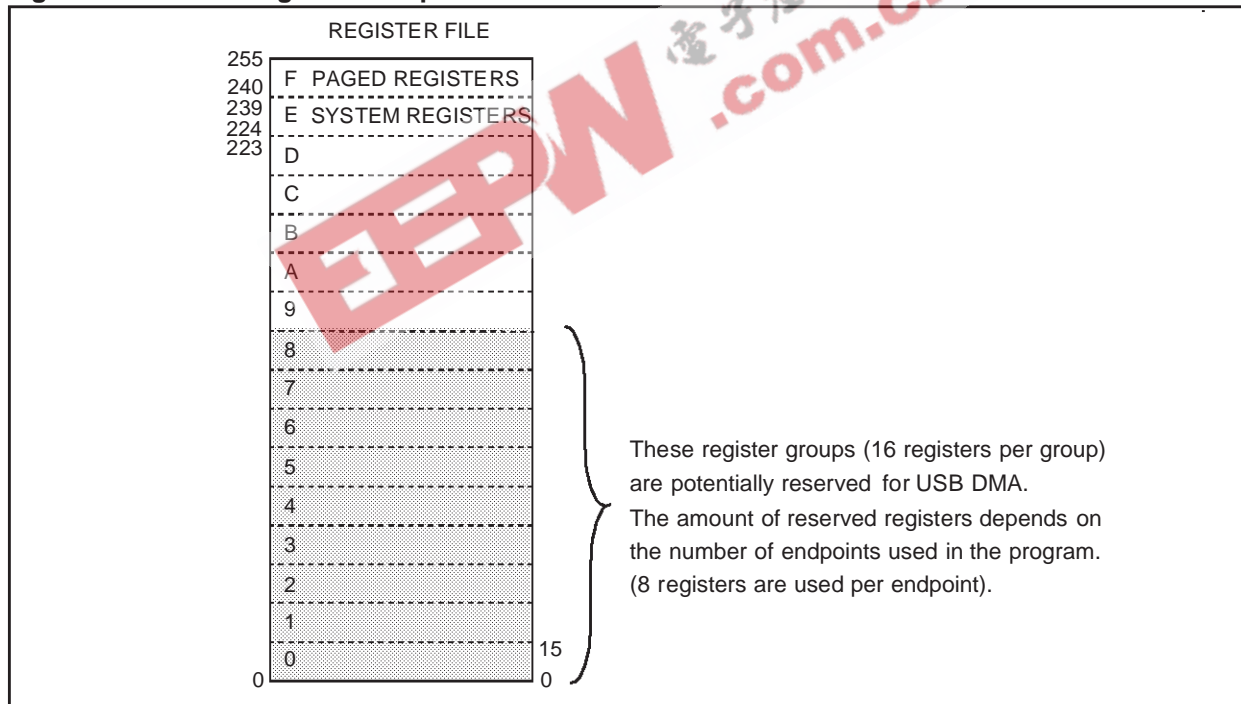 REGISTER FILE
255
F PAGED REGISTERS
240
239
E SYSTEM REGISTERS
224
223
D
C
B
A
9
8
7
6
5
4
3
2
1
0
15
0
0
These register groups (16 registers per group)
are potentially reserved for USB DMA.
The amount of reserved registers depends on
the number of endpoints used in the program.
(8 registers are used per endpoint).
EEPW
.com.c